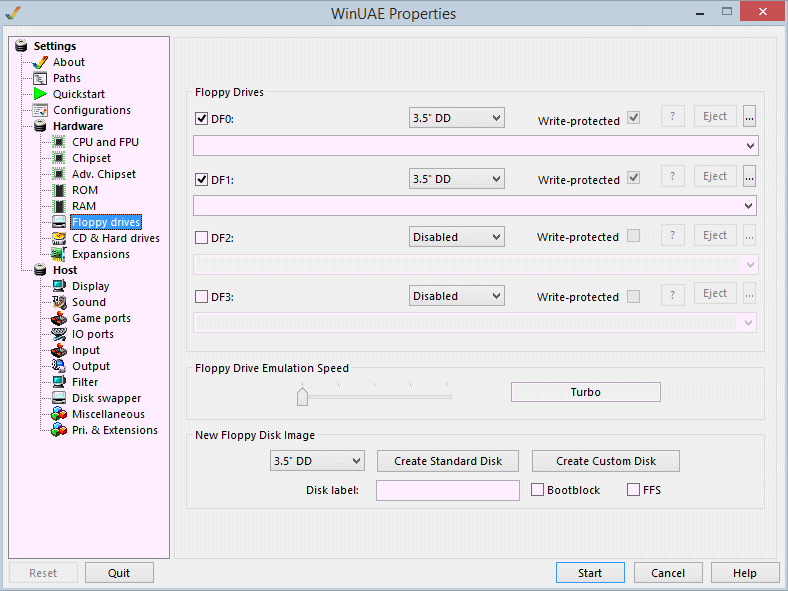 WinUAE Properties
Settings
About
Paths
Quickstart
Configurations
Hardware
CPU and FPU
Chipset
Adv. Chipset
ROM
RAM
Floppy drives
CD & Hard drives
Expansions
Host
Display
Sound
Game ports
IO ports
Input
Output
Filter
Disk swapper
Miscellaneous
Pri. & Extensions
Floppy Drives
DF0: 3.5" DD Write-protected ? Eject ...
DF1: 3.5" DD Write-protected ? Eject ...
DF2: Disabled Write-protected ? Eject ...
DF3: Disabled Write-protected ? Eject ...
Floppy Drive Emulation Speed
Turbo
New Floppy Disk Image
3.5" DD Create Standard Disk Create Custom Disk
Disk label: Bootblock FFS
Reset Quit Start Cancel Help